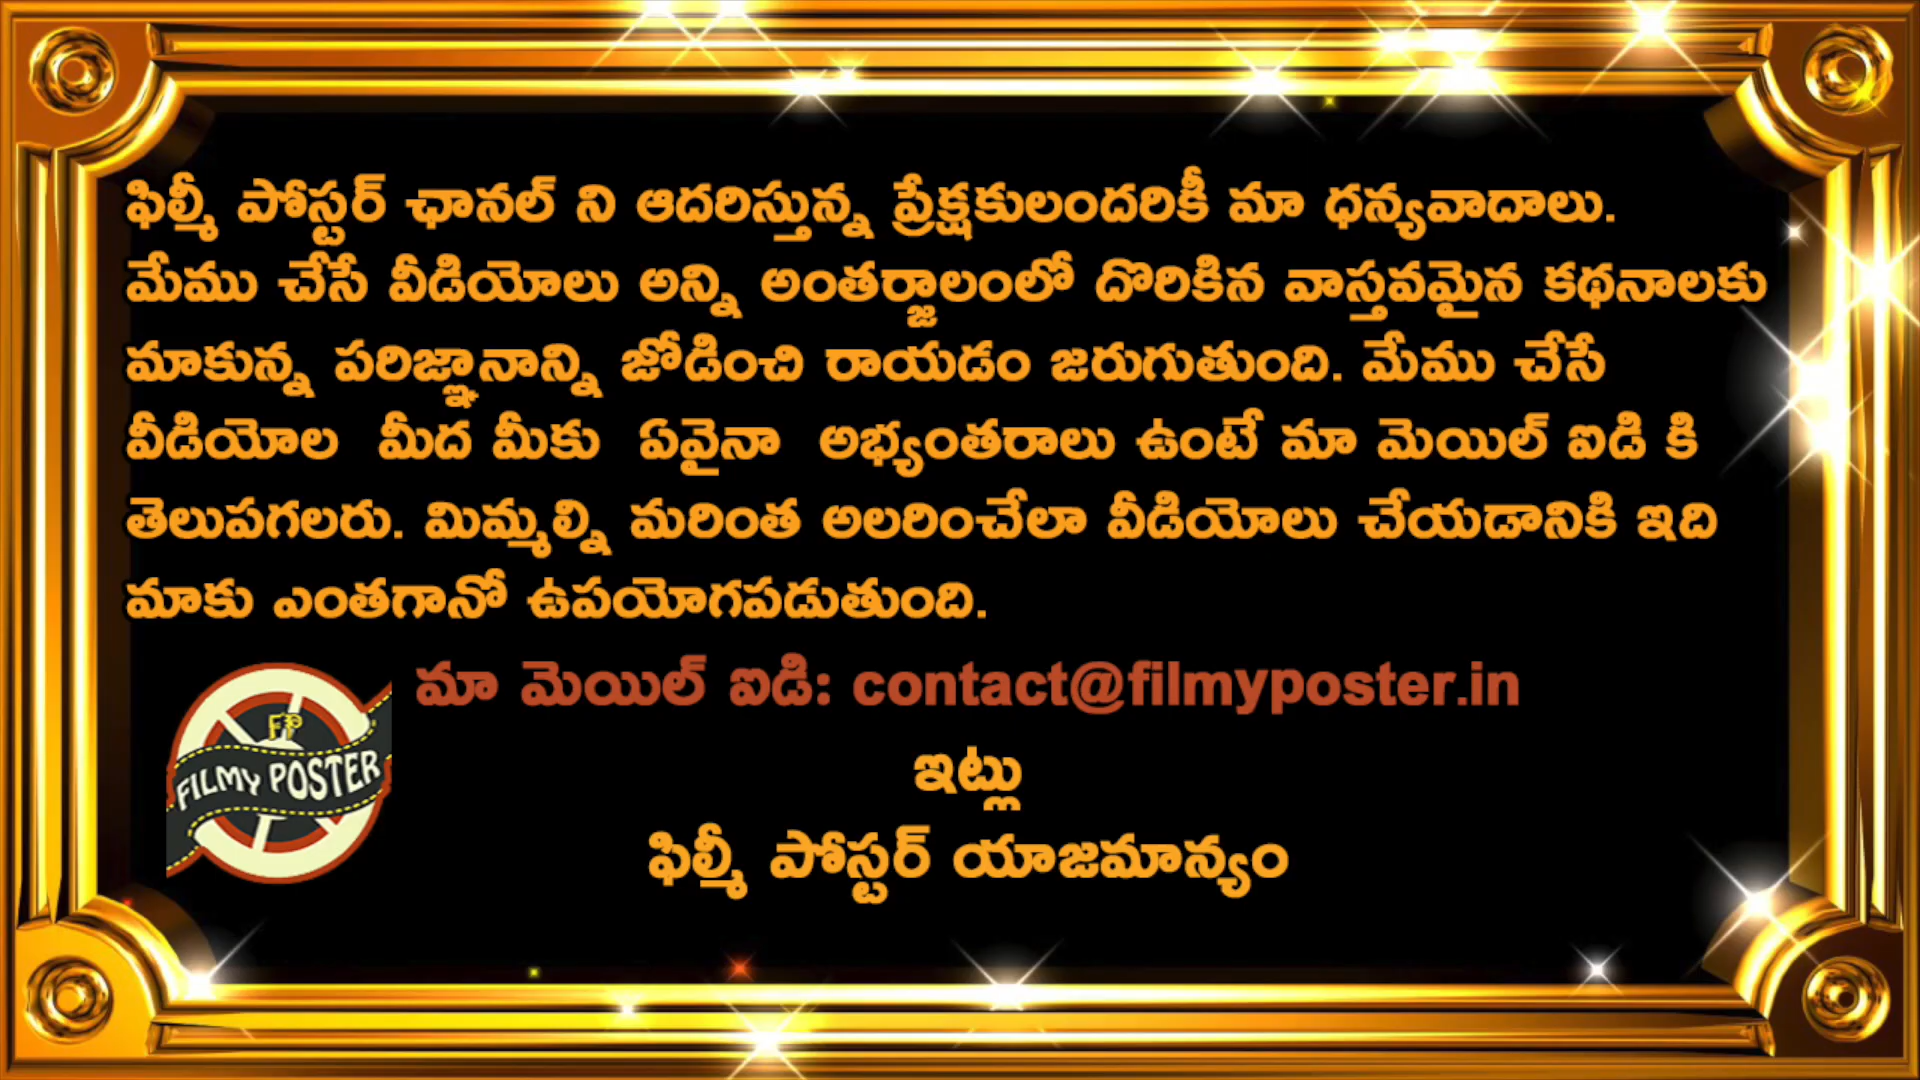 ఫిల్మీ పోస్టర్ ఛానల్ ని ఆదరిస్తున్న ప్రేక్షకులందరికీ మా ధన్యవాదాలు.
మేము చేసే వీడియోలు అన్ని అంతర్జాలంలో దొరికిన వాస్తవమైన కథనాలకు
మాకున్న పరిజ్ఞానాన్ని జోడించి రాయడం జరుగుతుంది. మేము చేసే
వీడియోల మీద మీకు ఏవైనా అభ్యంతరాలు ఉంటే మా మెయిల్ ఐడి కి
తెలుపగలరు. మిమ్మల్ని మరింత అలరించేలా వీడియోలు చేయడానికి ఇది
మాకు ఎంతగానో ఉపయోగపడుతుంది.
మా మెయిల్ ఐడి: contact@filmyposter.in
FP
FILMY POSTER
ఇట్లు
ఫిల్మీ పోస్టర్ యాజమాన్యం